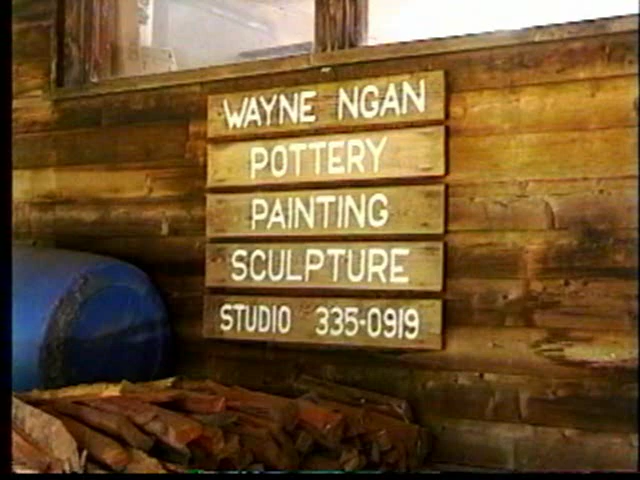 WAYNE NGAN
POTTERY
PAINTING
SCULPTURE
STUDIO 335-0919